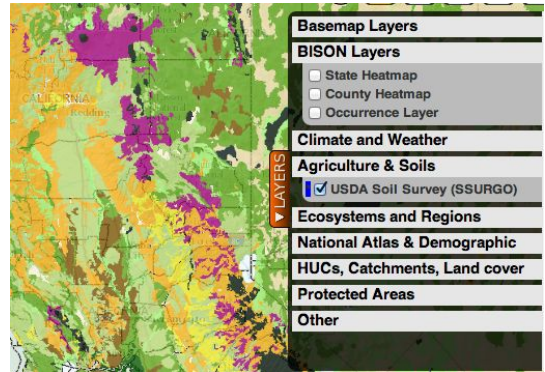 Basemap Layers
BISON Layers
State Heatmap
County Heatmap
Occurrence Layer
Climate and Weather
Agriculture & Soils
USDA Soil Survey (SSURGO)
Ecosystems and Regions
National Atlas & Demographic
HUCs, Catchments, Land cover
Protected Areas
Other
▲ LAYERS
CALIFORNIA
Redding